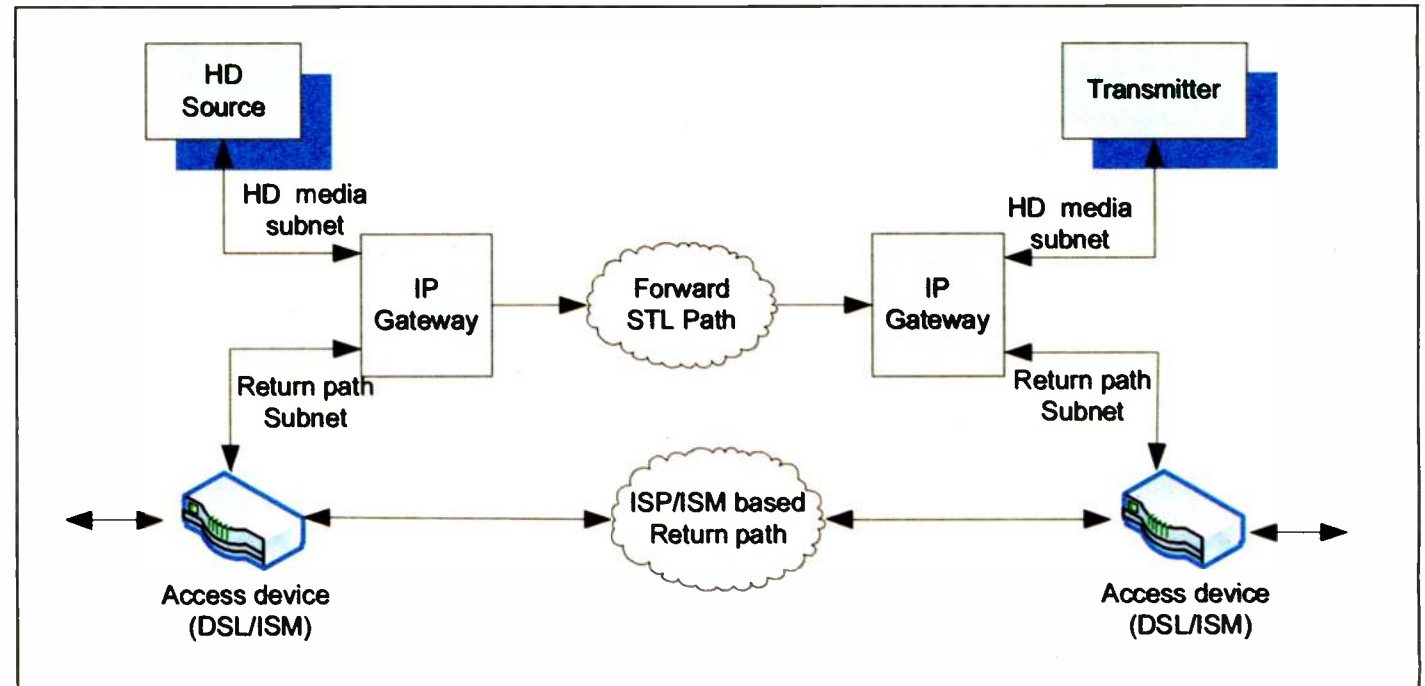 HD
Source
Transmitter
HD media
subnet
HD media
subnet
IP
Gateway
Forward
STL Path
IP
Gateway
Return path
Subnet
Return path
Subnet
ISP/ISM based
Return path
Access device
(DSL/ISM)
Access device
(DSL/ISM)